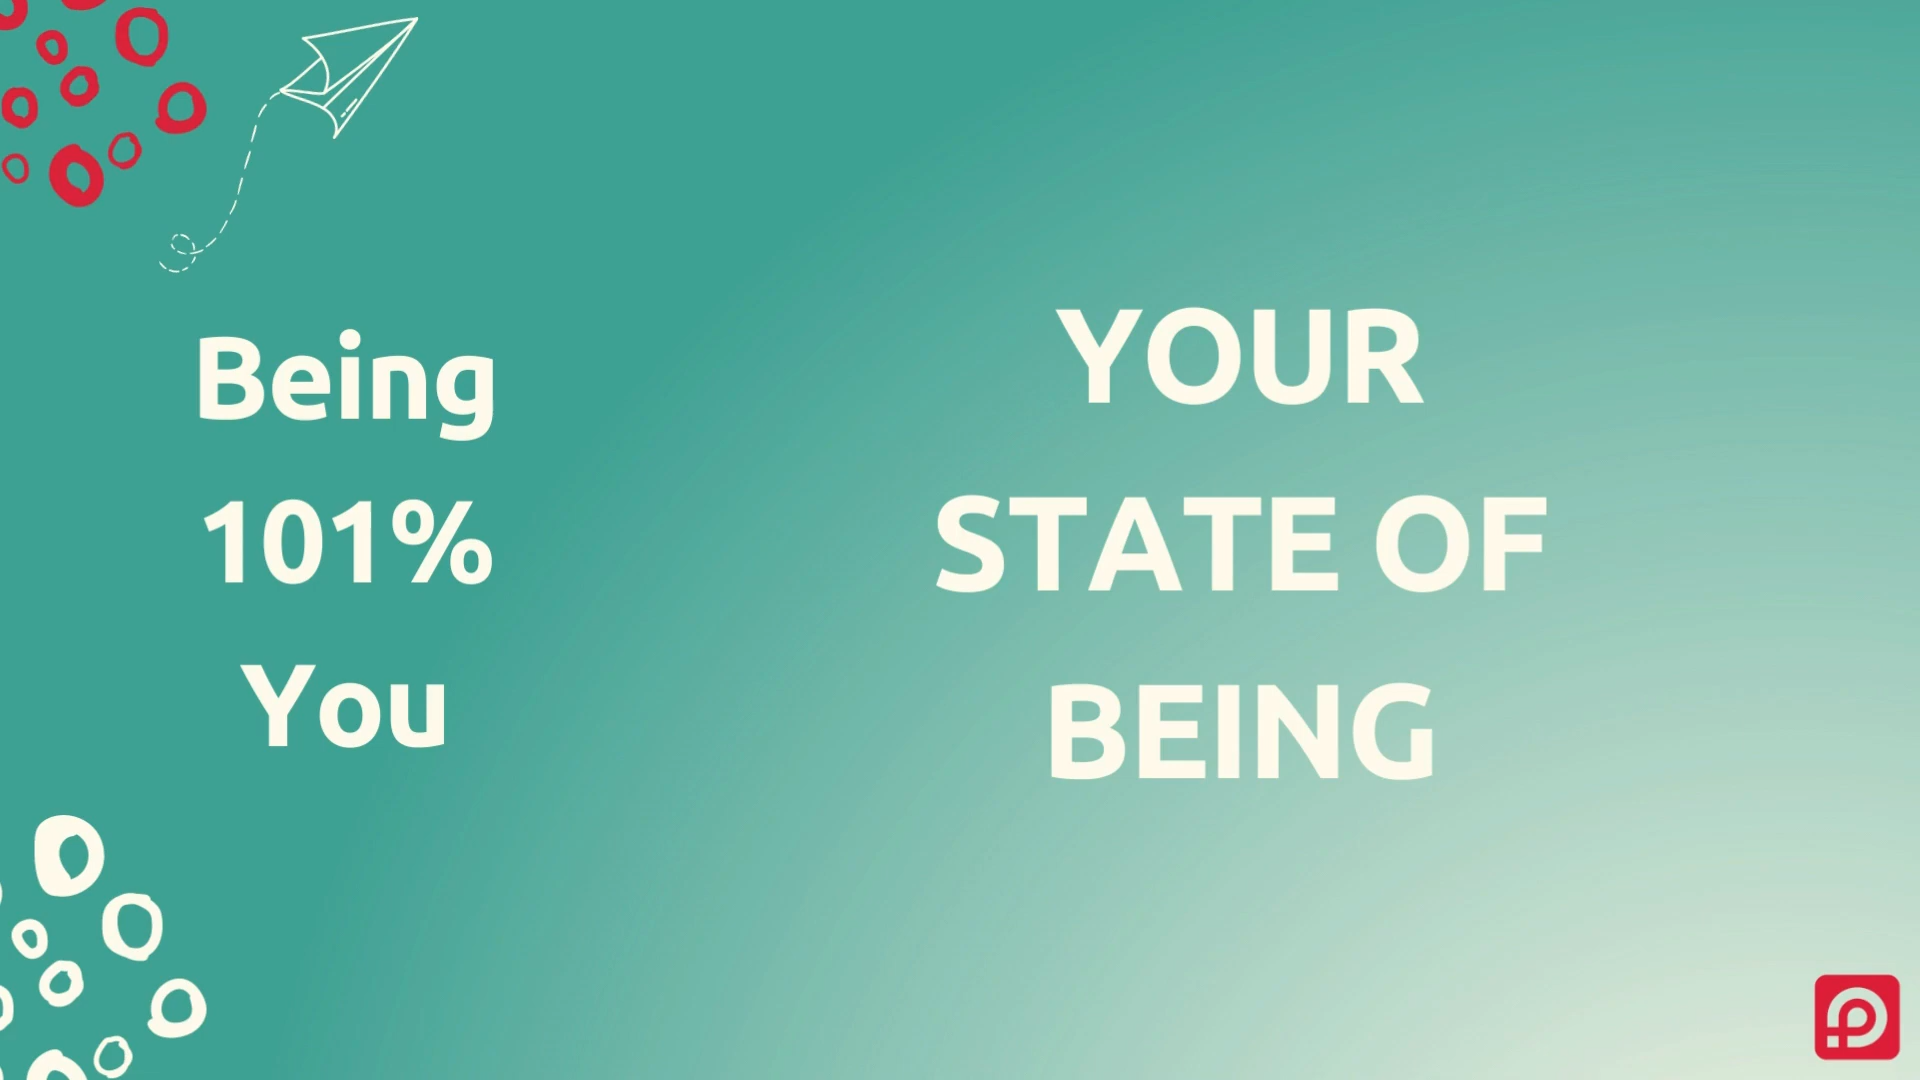 Being
101%
You
YOUR
STATE OF
BEING